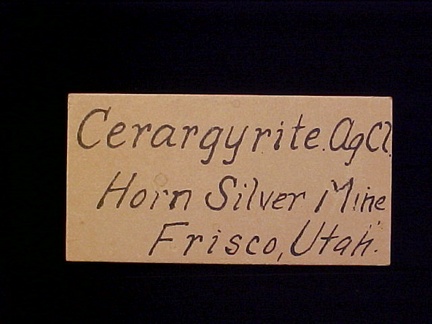 Cerargyrite. AgCl.
Horn Silver Mine
Frisco, Utah.